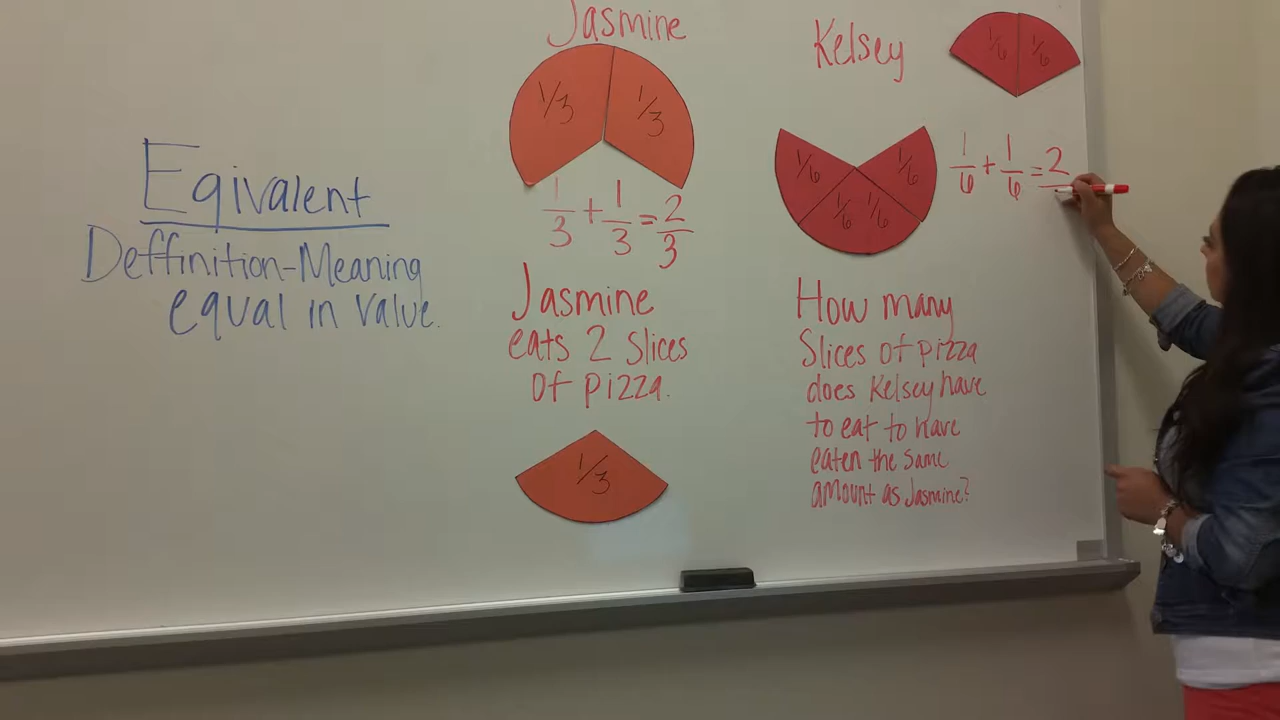 Eqivalent
Deffinition-Meaning
equal in value.
Jasmine
1/3 1/3
1/3 + 1/3 = 2/3
Jasmine
eats 2 Slices
of pizza.
1/3
Kelsey
1/6 1/6
1/6 1/6 1/6 1/6
1/6 + 1/6 = 2
How many
Slices of pizza
does Kelsey have
to eat to have
eaten the same
amount as Jasmine?